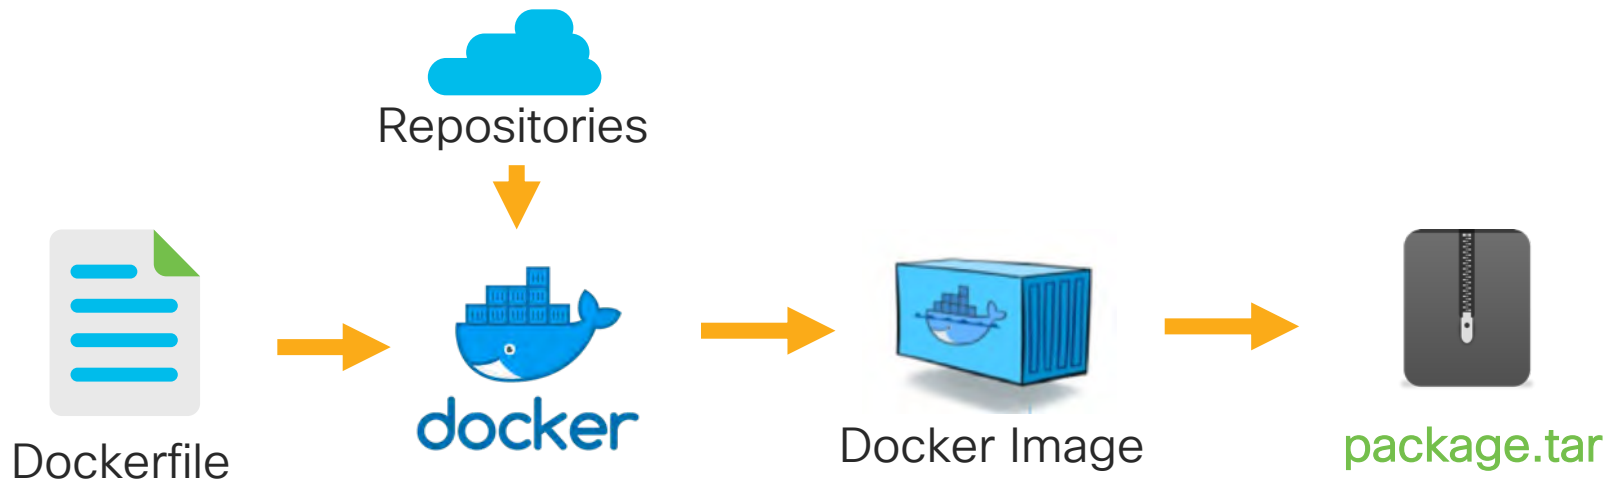 Repositories
docker
Dockerfile
Docker Image
package.tar